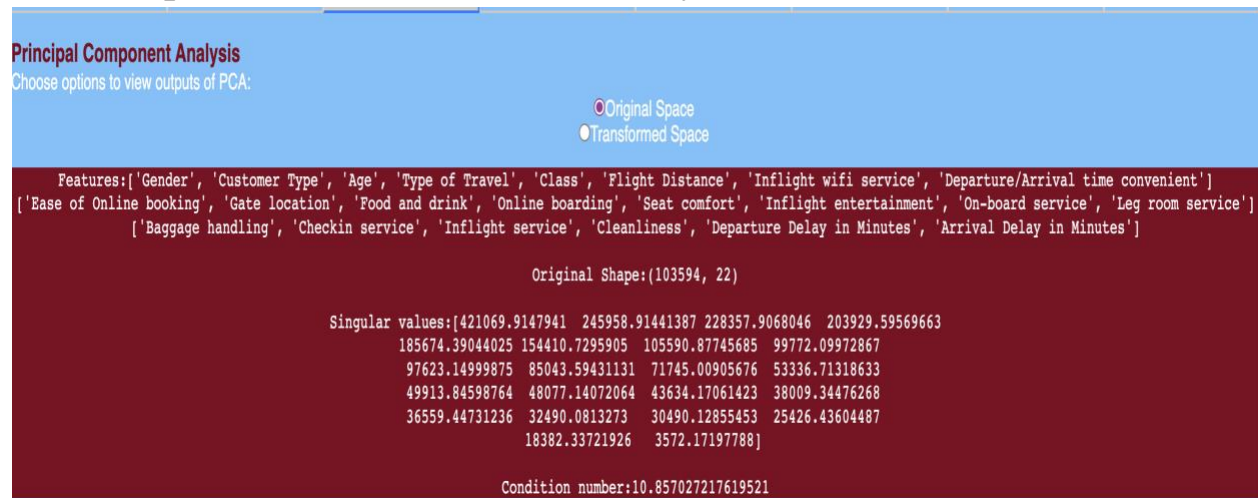 Principal Component Analysis
Choose options to view outputs of PCA:
Original Space
Transformed Space
Features:['Gender', 'Customer Type', 'Age', 'Type of Travel', 'Class', 'Flight Distance', 'Inflight wifi service', 'Departure/Arrival time convenient']
['Ease of Online booking', 'Gate location', 'Food and drink', 'Online boarding', 'Seat comfort', 'Inflight entertainment', 'On-board service', 'Leg room service']
['Baggage handling', 'Checkin service', 'Inflight service', 'Cleanliness', 'Departure Delay in Minutes', 'Arrival Delay in Minutes']
Original Shape:(103594, 22)
Singular values:[421069.9147941 245958.91441387 228357.9068046 203929.59569663
185674.39044025 154410.7295905 105590.87745685 99772.09972867
97623.14999875 85043.59431131 71745.00905676 53336.71318633
49913.84598764 48077.14072064 43634.17061423 38009.34476268
36559.44731236 32490.0813273 30490.12855453 25426.43604487
18382.33721926 3572.17197788]
Condition number:10.857027217619521